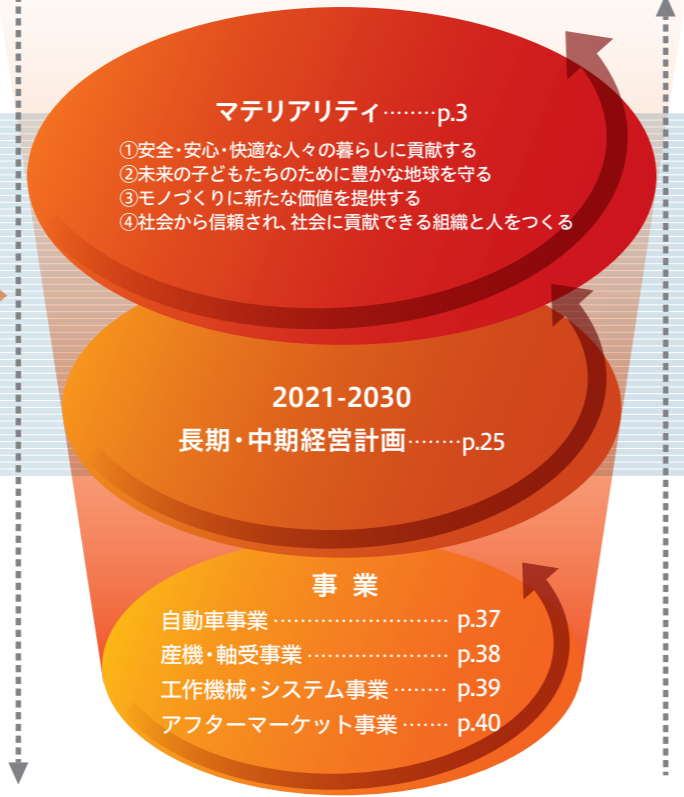 マテリアリティ………p.3
①安全・安心・快適な人々の暮らしに貢献する
②未来の子どもたちのために豊かな地球を守る
③モノづくりに新たな価値を提供する
④社会から信頼され、社会に貢献できる組織と人をつくる
2021-2030
長期・中期経営計画………p.25
事 業
自動車事業……………………… p.37
産機・軸受事業………………… p.38
工作機械・システム事業……… p.39
アフターマーケット事業……… p.40